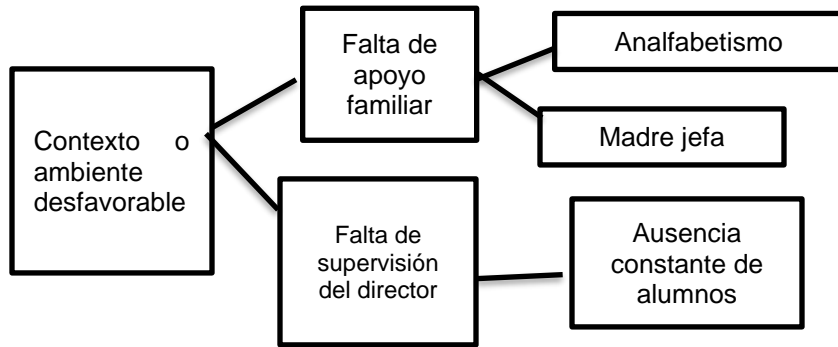 Contexto o
ambiente
desfavorable
Falta de
apoyo
familiar
Analfabetismo
Madre jefa
Falta de
supervisión
del director
Ausencia
constante de
alumnos